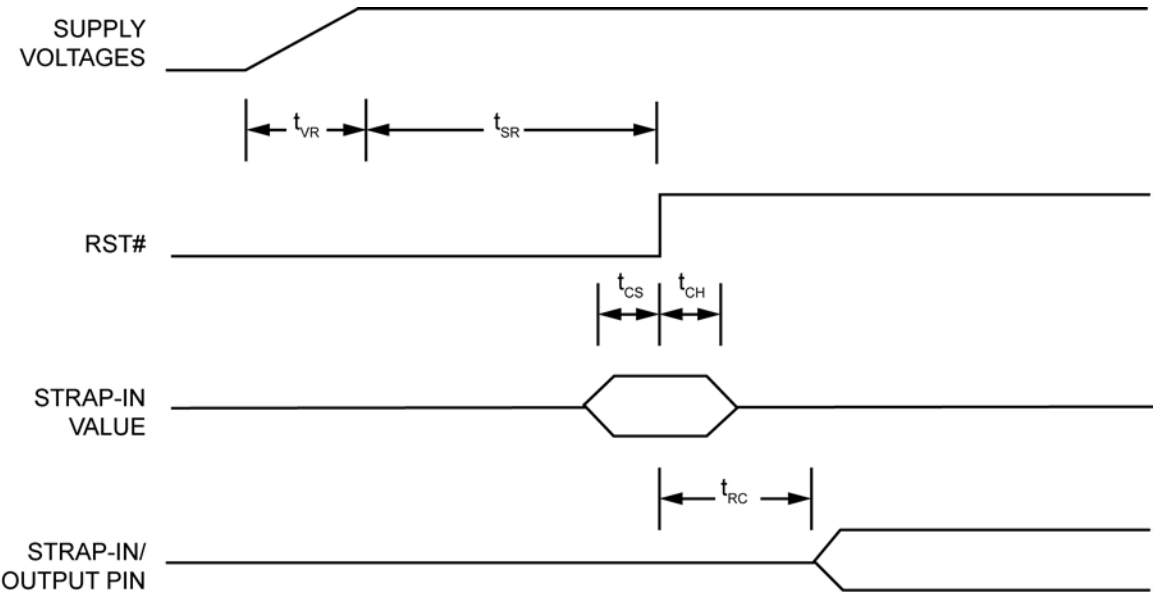 SUPPLY
VOLTAGES
tVR
tSR
RST#
tCS
tCH
STRAP-IN
VALUE
tRC
STRAP-IN/
OUTPUT PIN